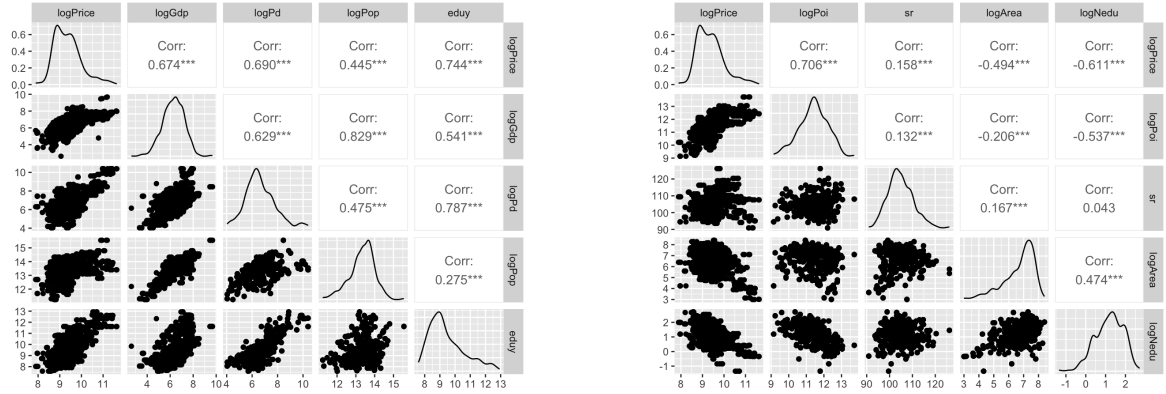 logPrice logGdp logPd logPop eduy
0.6
0.4
0.2
0.0
Corr:
0.674***
Corr:
0.690***
Corr:
0.445***
Corr:
0.744***
logPrice
10
8
6
4
Corr:
0.629***
Corr:
0.829***
Corr:
0.541***
logGdp
10
8
6
4
Corr:
0.475***
Corr:
0.787***
logPd
15
14
13
12
Corr:
0.275***
logPop
13
12
11
10
9
8
eduy
8 9 10 11 4 6 8 10 4 6 8 10 12 13 14 15 8 9 10 11 12 13
logPrice logPoi sr logArea logNedu
0.6
0.4
0.2
0.0
Corr:
0.706***
Corr:
0.158***
Corr:
-0.494***
Corr:
-0.611***
logPrice
13
12
11
10
9
Corr:
0.132***
Corr:
-0.206***
Corr:
-0.537***
logPoi
120
110
100
90
Corr:
0.167***
Corr:
0.043
sr
8
7
6
5
4
3
Corr:
0.474***
logArea
2
1
0
-1
logNedu
8 9 10 11 9 10 11 12 13 90 100 110 120 3 4 5 6 7 8 -1 0 1 2